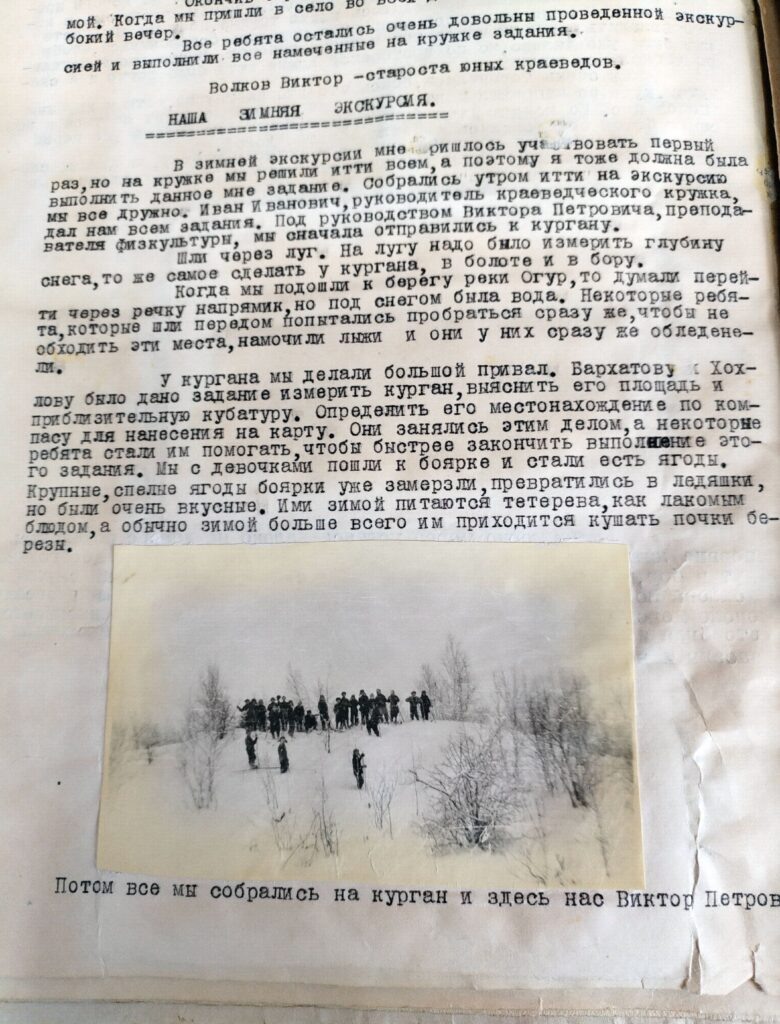 мой. Когда мы пришли в село во
бокий вечер.
Все ребята остались очень довольны проведенной экскур-
сией и выполнили все намеченные на кружке задания.
Волков Виктор -староста юных краеведов.
НАША ЗИМНЯЯ ЭКСКУРСИЯ.
В зимней экскурсии мне ришлось участвовать первый
раз,но на кружке мы решили итти всем,а поэтому я тоже должна была
выполнить данное мне задание. Собрались утром итти на экскурсию
мы все дружно. Иван Иванович,руководитель краеведческого кружка,
дал нам всем задания. Под руководством Виктора Петровича,препода-
вателя физкультуры, мы сначала отправились к кургану.
Шли через луг. На лугу надо было измерить глубину
снега,то же самое сделать у кургана, в болоте и в бору.
Когда мы подошли к берегу реки Огур,то думали перей-
ти через речку напрямик,но под снегом была вода. Некоторые ребя-
та,которые шли передом попытались пробраться сразу же,чтобы не
обходить эти места,намочили лыжи и они у них сразу же обледене-
ли.
У кургана мы делали большой привал. Бархатову Хох-
лову было дано задание измерить курган,выяснить его площадь и
приблизительную кубатуру. Определить его местонахождение по ком-
пасу для нанесения на карту. Они занялись этим делом,а некоторые
ребята стали им помогать,чтобы быстрее закончить выполнение это-
го задания. Мы с девочками пошли к боярке и стали есть ягоды.
Крупные,спелые ягоды боярки уже замерзли,превратились в ледяшки,
но были очень вкусные. Ими зимой питаются тетерева,как лакомым
блюдом,а обычно зимой больше всего им приходится кушать почки бе-
резы.
Потом все мы собрались на курган и здесь нас Виктор Петров